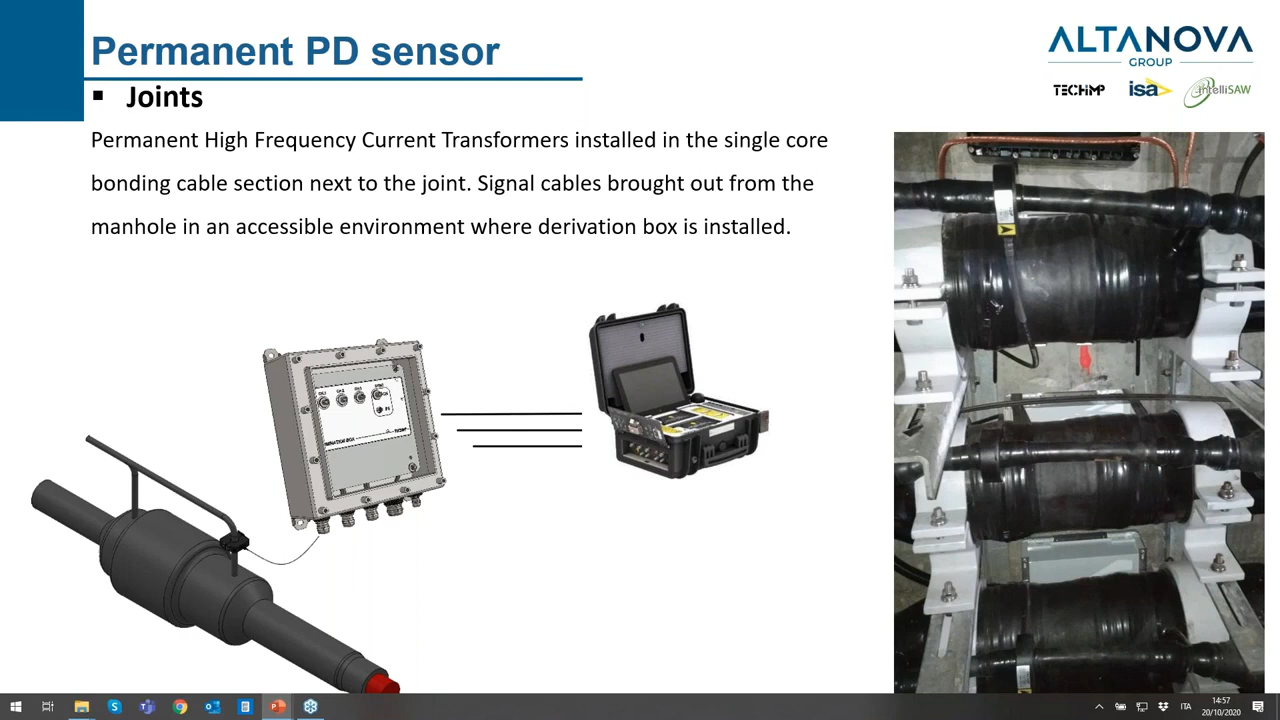 Permanent PD sensor
ALTANOVA
GROUP
TECHIMP
isa
intelliSAW
▪ Joints
Permanent High Frequency Current Transformers installed in the single core
bonding cable section next to the joint. Signal cables brought out from the
manhole in an accessible environment where derivation box is installed.
ITA
14:57
20/10/2020